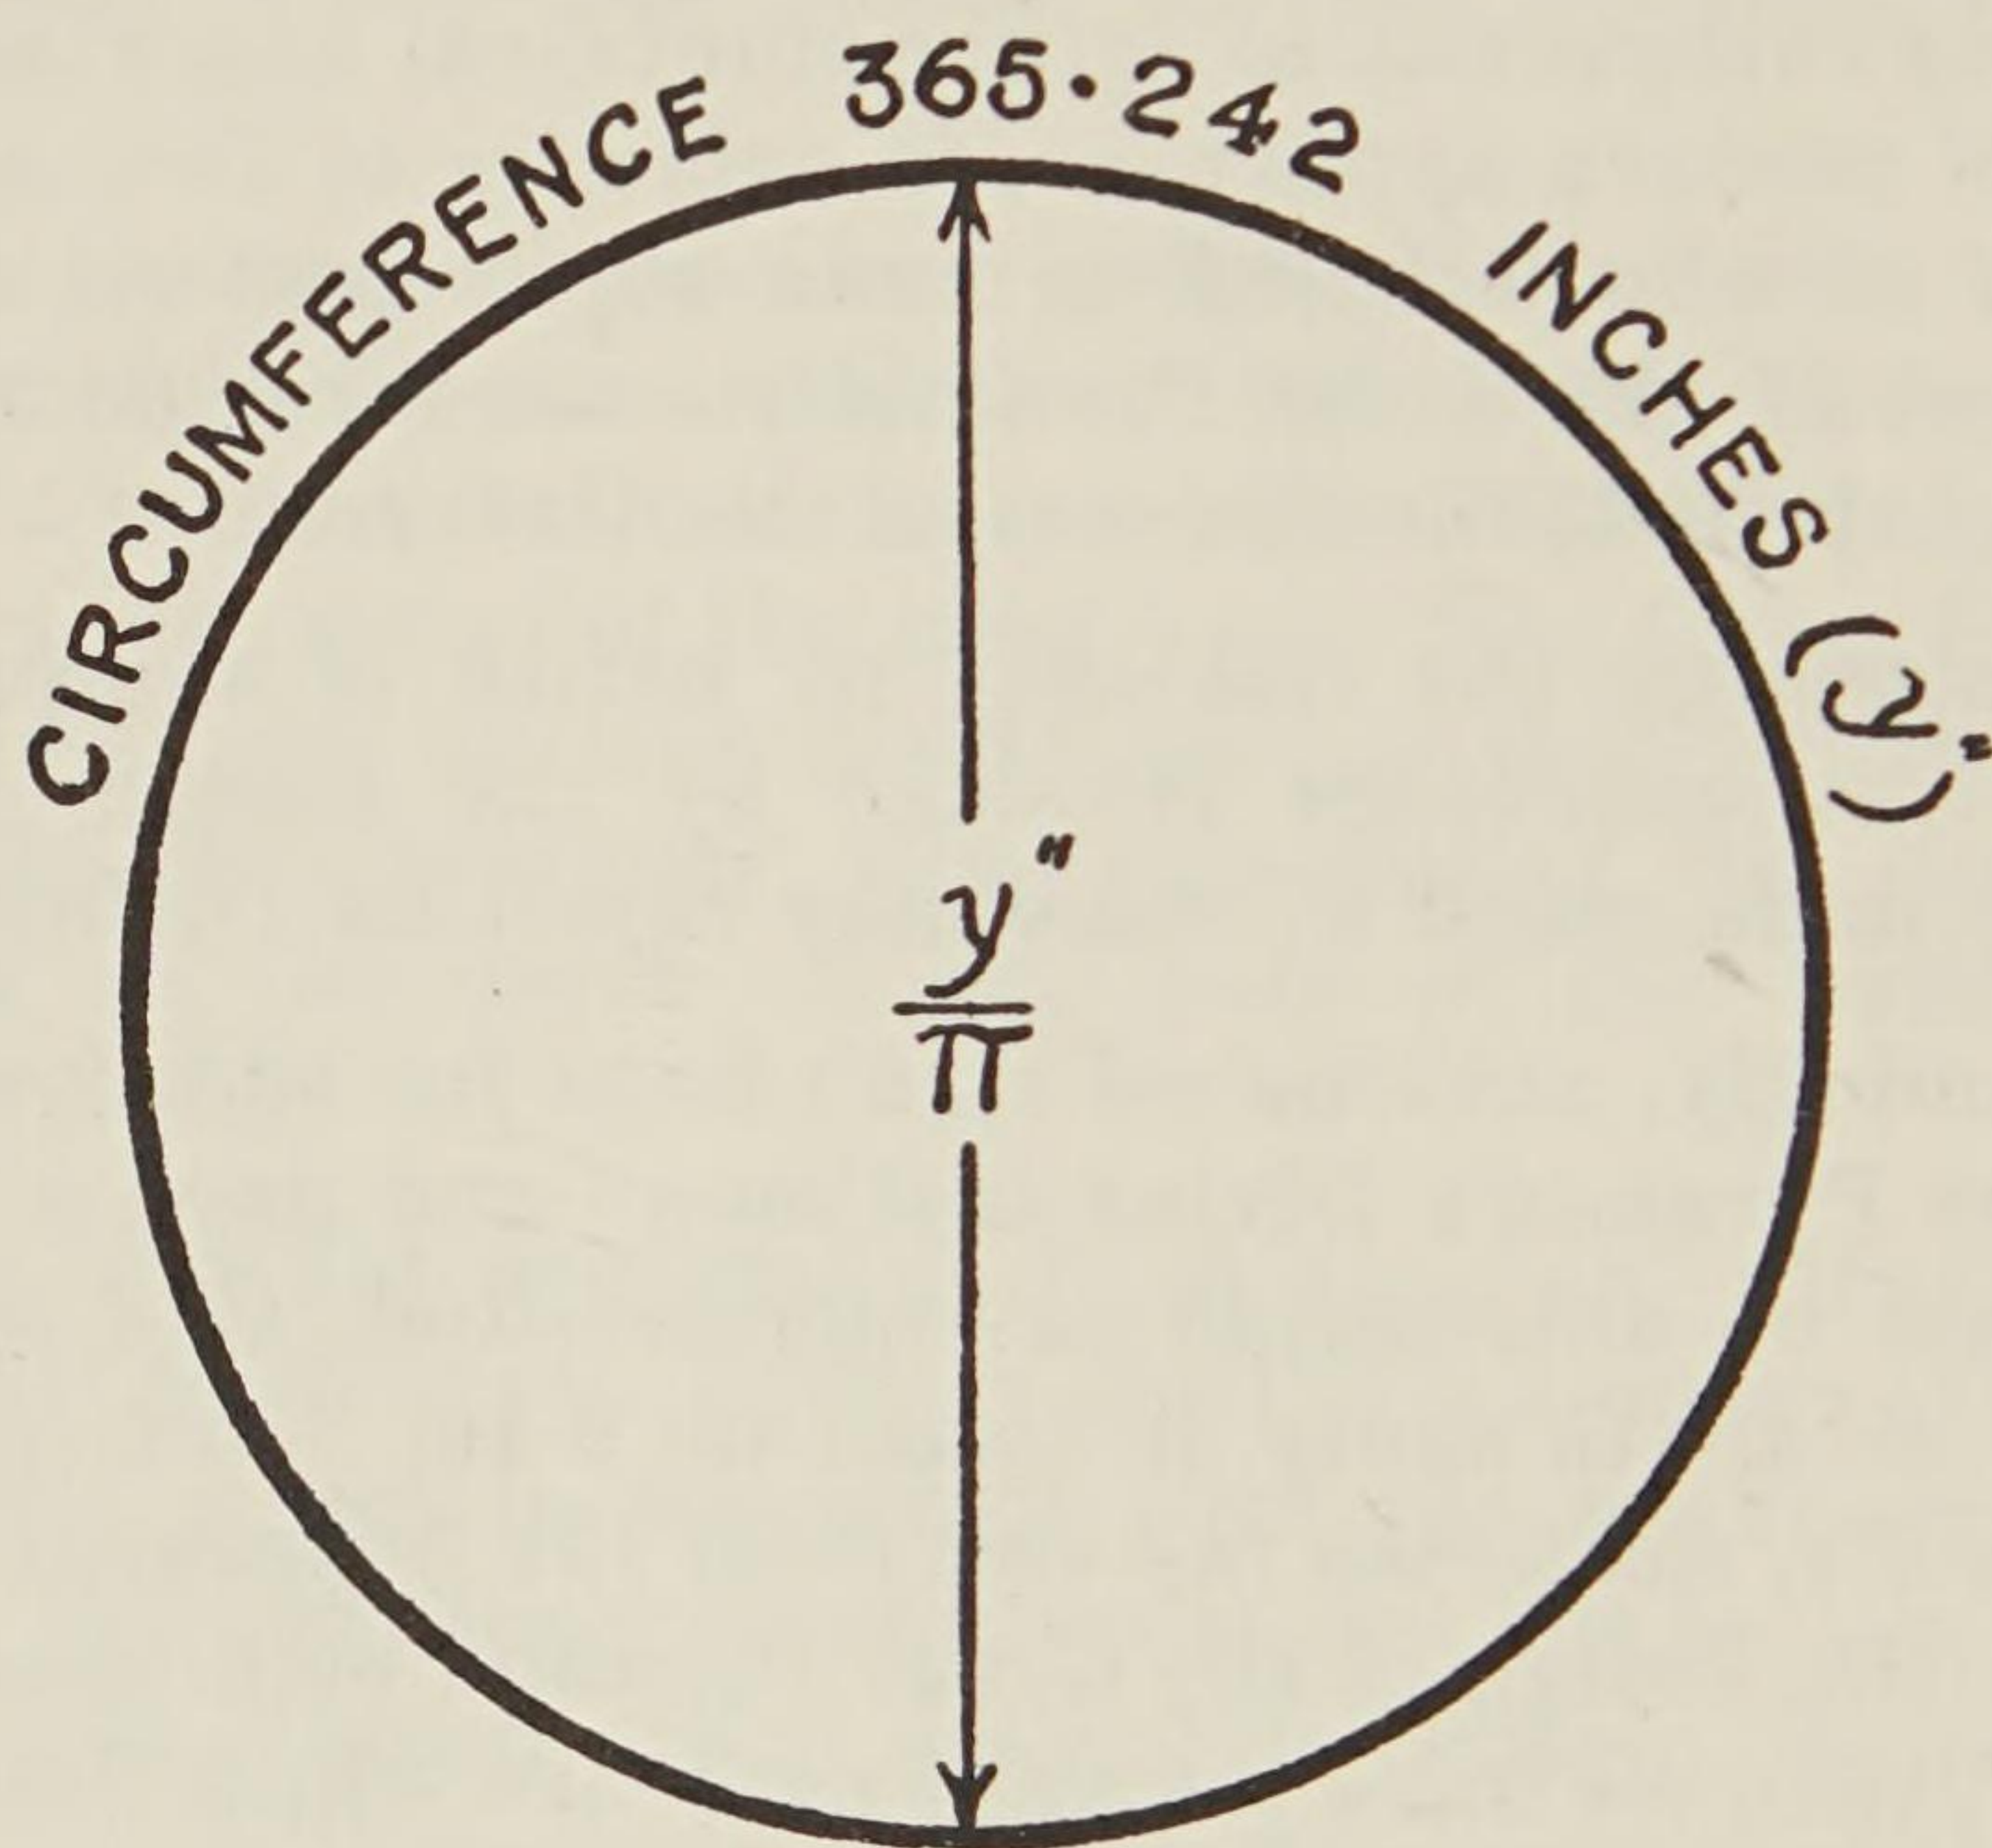 CIRCUMFERENCE 365·242 INCHES (y")
y"
π